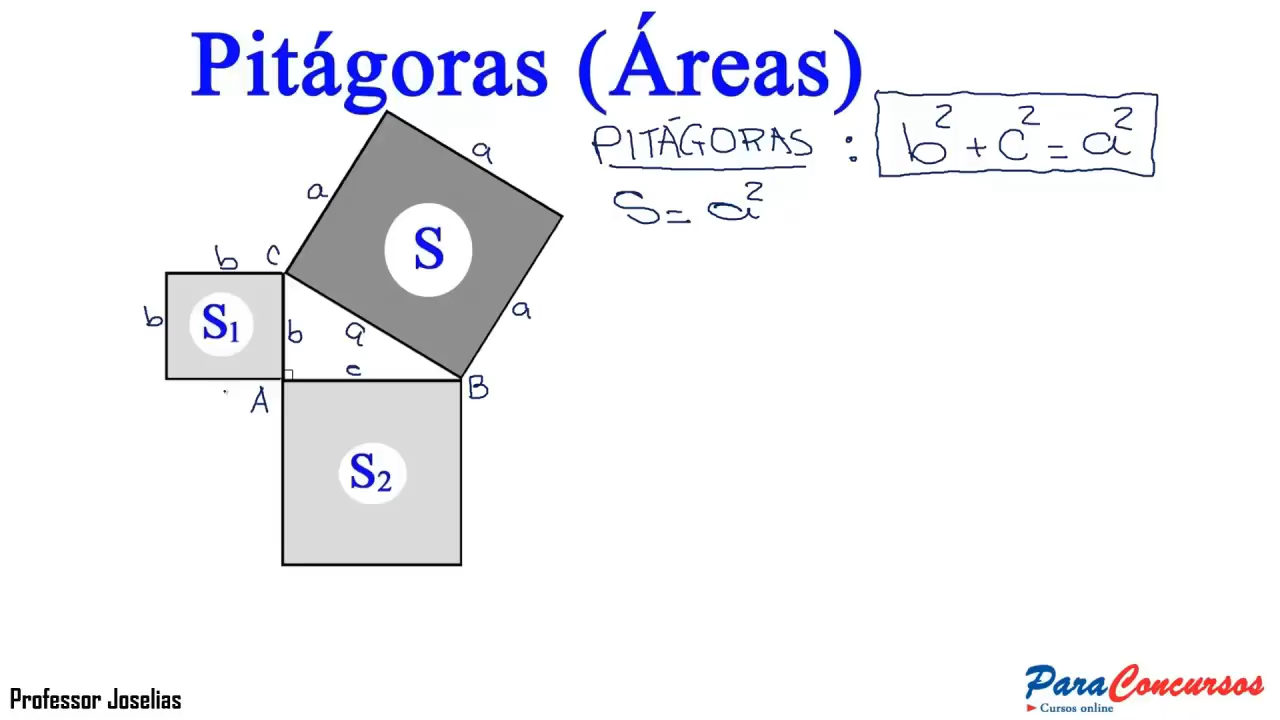 Pitágoras (Áreas)
PITÁGORAS : b² + c² = a²
S = a²
a
a
S
b C
a
b
S₁
b
a
c
A
B
S₂
Professor Joselias
ParaConcursos
Cursos online